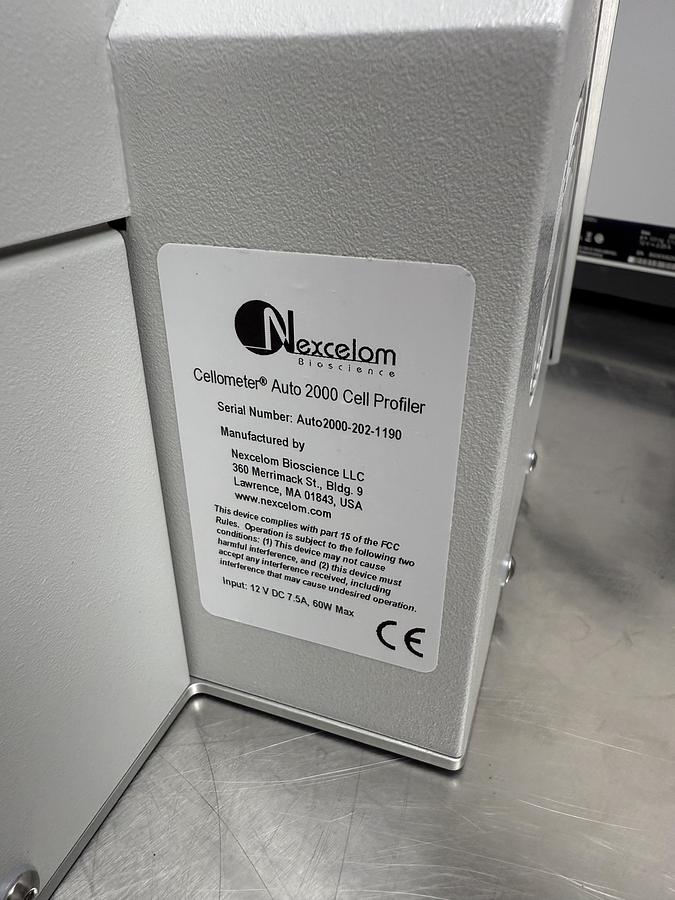 Nexcelom
Bioscience
Cellometer® Auto 2000 Cell Profiler
Serial Number: Auto2000-202-1190
Manufactured by
Nexcelom Bioscience LLC
360 Merrimack St., Bldg. 9
Lawrence, MA 01843, USA
www.nexcelom.com
This device complies with part 15 of the FCC
Rules. Operation is subject to the following two
conditions: (1) This device may not cause
harmful interference, and (2) this device must
accept any interference received, including
interference that may cause undesired operation.
Input: 12 V DC 7.5A, 60W Max
CE